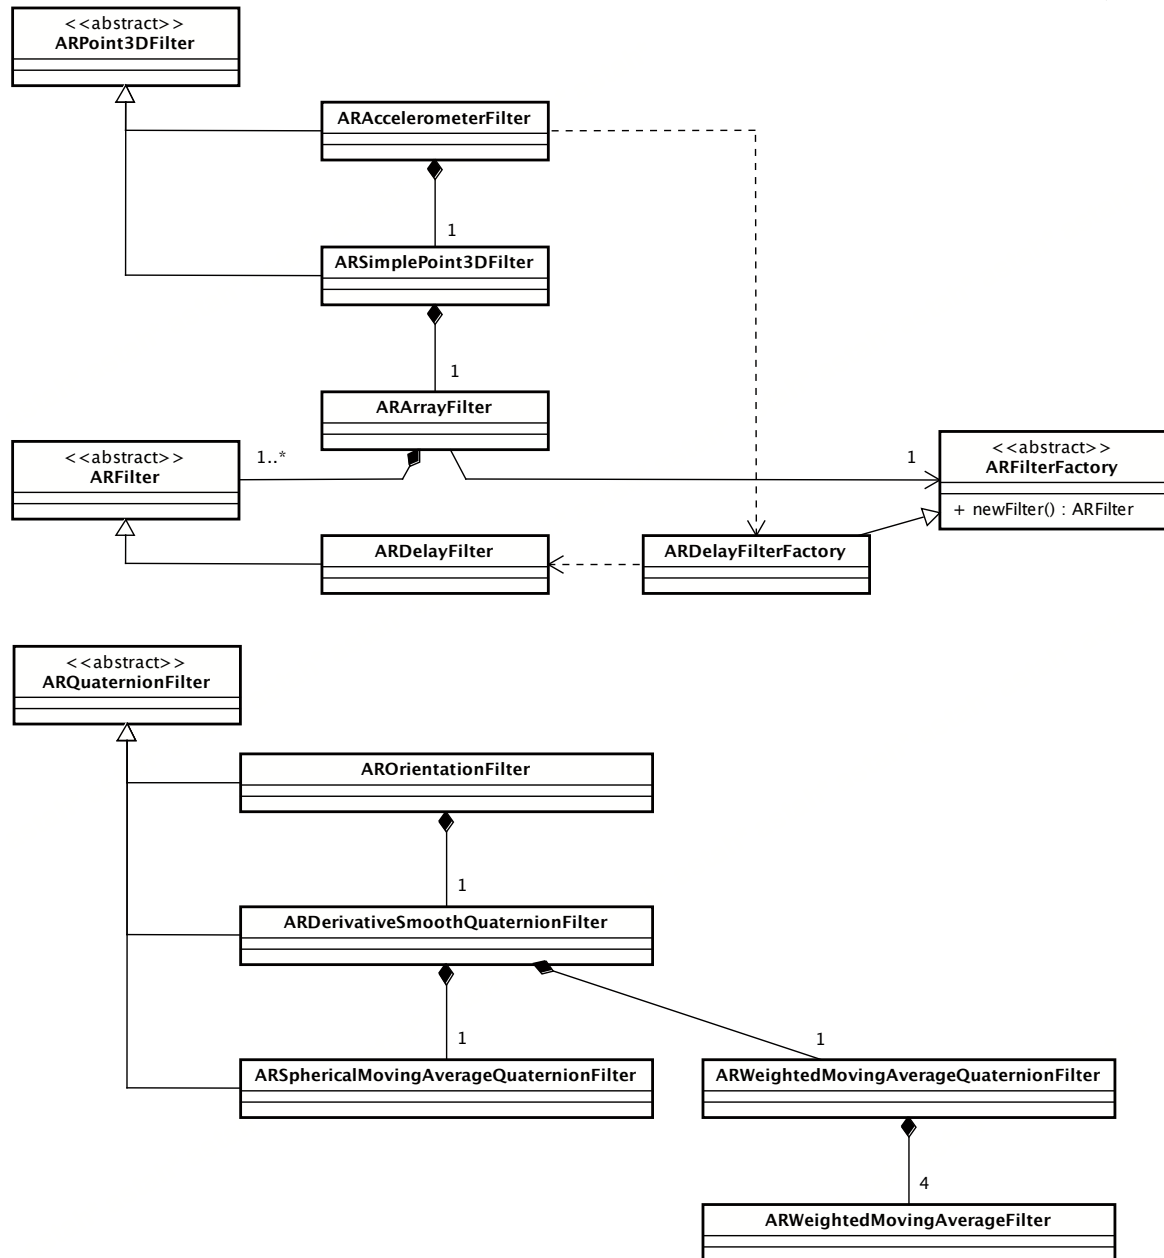 <<abstract>>
ARPoint3DFilter
ARAccelerometerFilter
1
ARSimplePoint3DFilter
1
ARArrayFilter
<<abstract>>
ARFilter
1..*
1
<<abstract>>
ARFilterFactory
+ newFilter() : ARFilter
ARDelayFilter
ARDelayFilterFactory
<<abstract>>
ARQuaternionFilter
AROrientationFilter
1
ARDerivativeSmoothQuaternionFilter
1
1
ARSphericalMovingAverageQuaternionFilter
ARWeightedMovingAverageQuaternionFilter
4
ARWeightedMovingAverageFilter